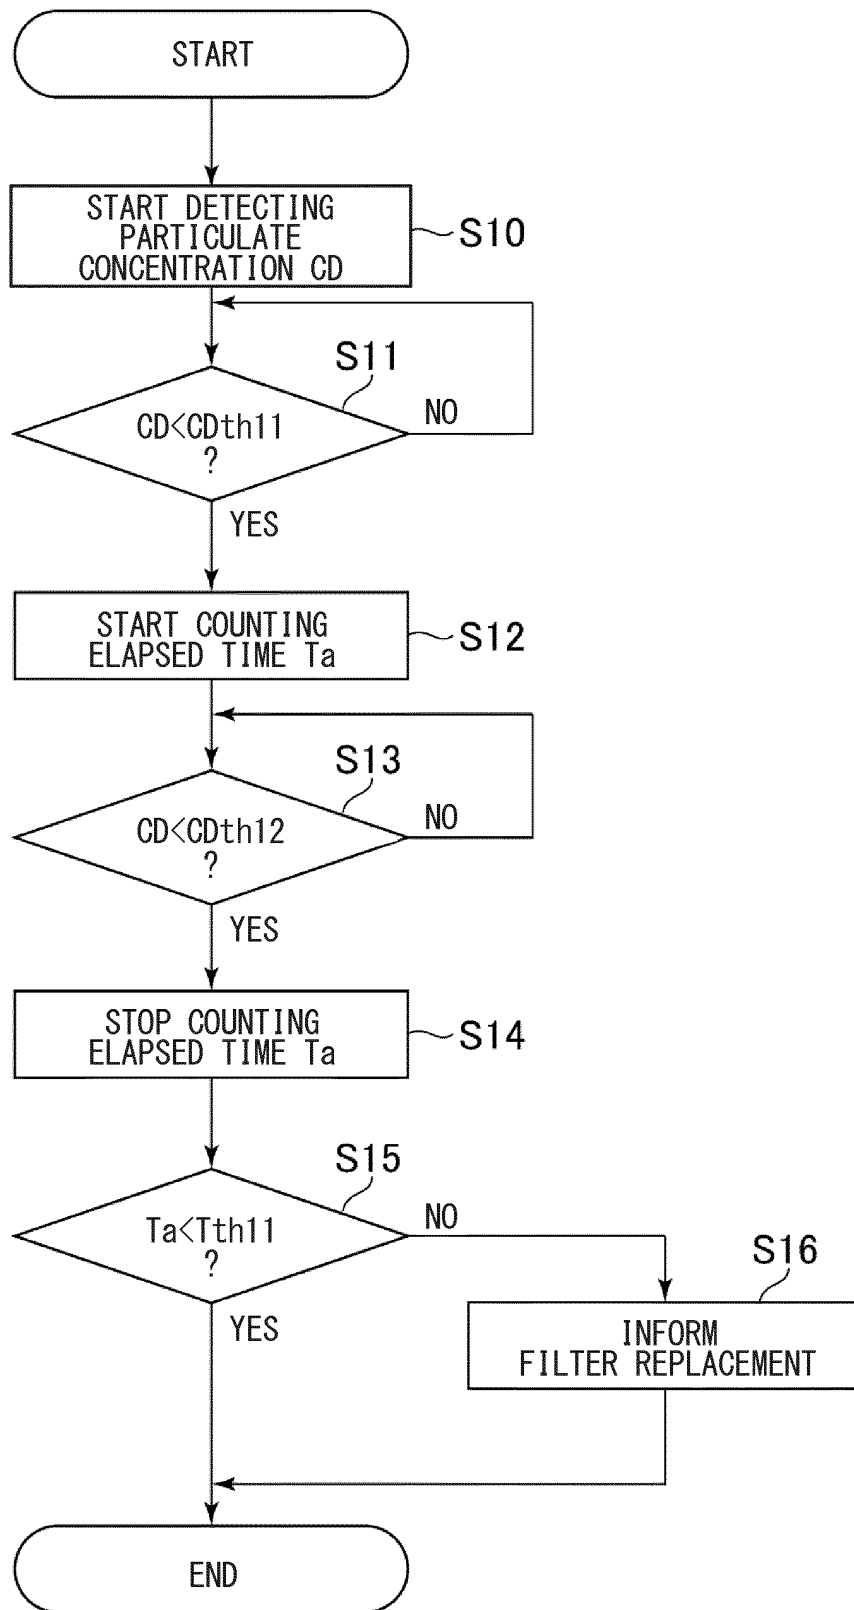 START
START DETECTING
PARTICULATE
CONCENTRATION CD
S10
S11
CD<CDth11
?
NO
YES
START COUNTING
ELAPSED TIME Ta
S12
S13
CD<CDth12
?
NO
YES
STOP COUNTING
ELAPSED TIME Ta
S14
S15
Ta<Tth11
?
NO
YES
S16
INFORM
FILTER REPLACEMENT
END